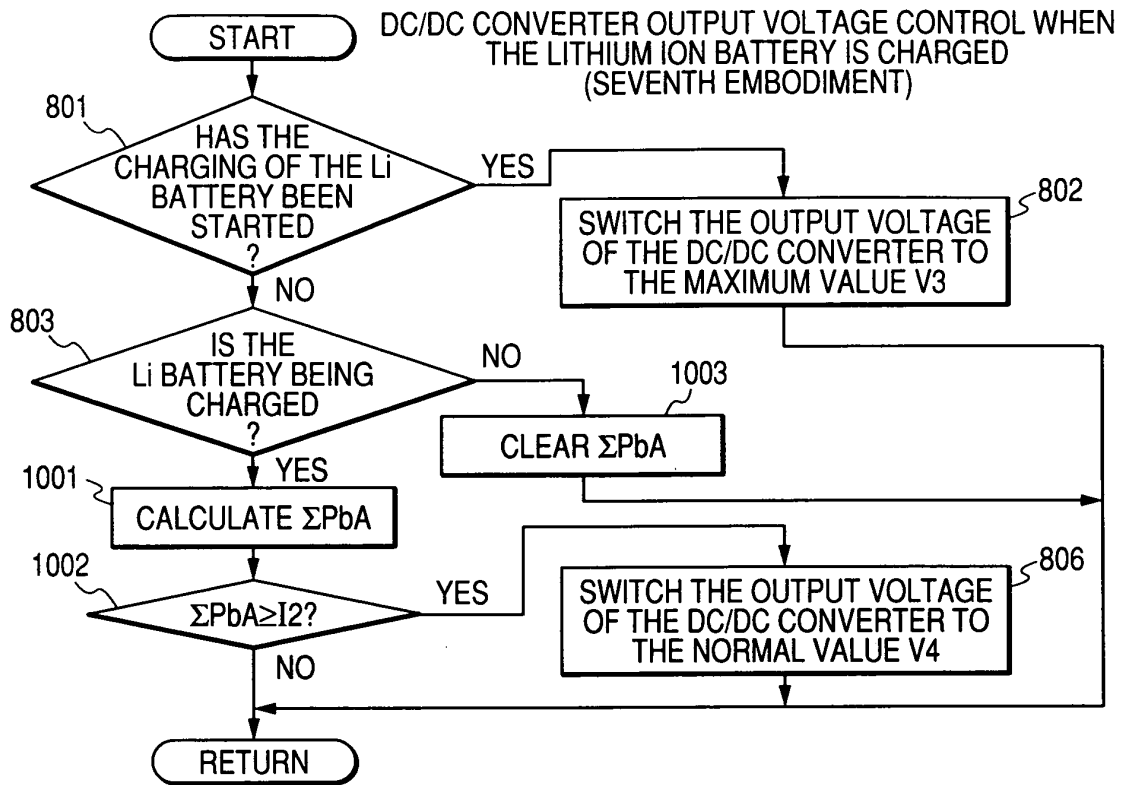 START
DC/DC CONVERTER OUTPUT VOLTAGE CONTROL WHEN
THE LITHIUM ION BATTERY IS CHARGED
(SEVENTH EMBODIMENT)
801
HAS THE
CHARGING OF THE Li
BATTERY BEEN
STARTED
?
YES
802
SWITCH THE OUTPUT VOLTAGE
OF THE DC/DC CONVERTER TO
THE MAXIMUM VALUE V3
NO
803
IS THE
Li BATTERY BEING
CHARGED
?
NO
1003
CLEAR ΣPbA
YES
1001
CALCULATE ΣPbA
1002
ΣPbA≥I2?
YES
806
SWITCH THE OUTPUT VOLTAGE
OF THE DC/DC CONVERTER TO
THE NORMAL VALUE V4
NO
RETURN